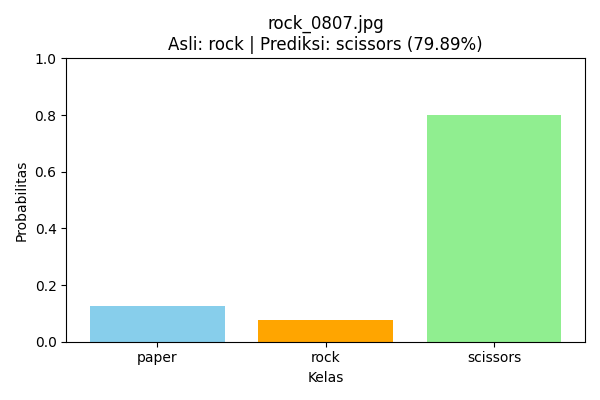 rock_0807.jpg
Asli: rock | Prediksi: scissors (79.89%)
1.0
0.8
0.6
0.4
0.2
0.0
Probabilitas
paper rock scissors
Kelas